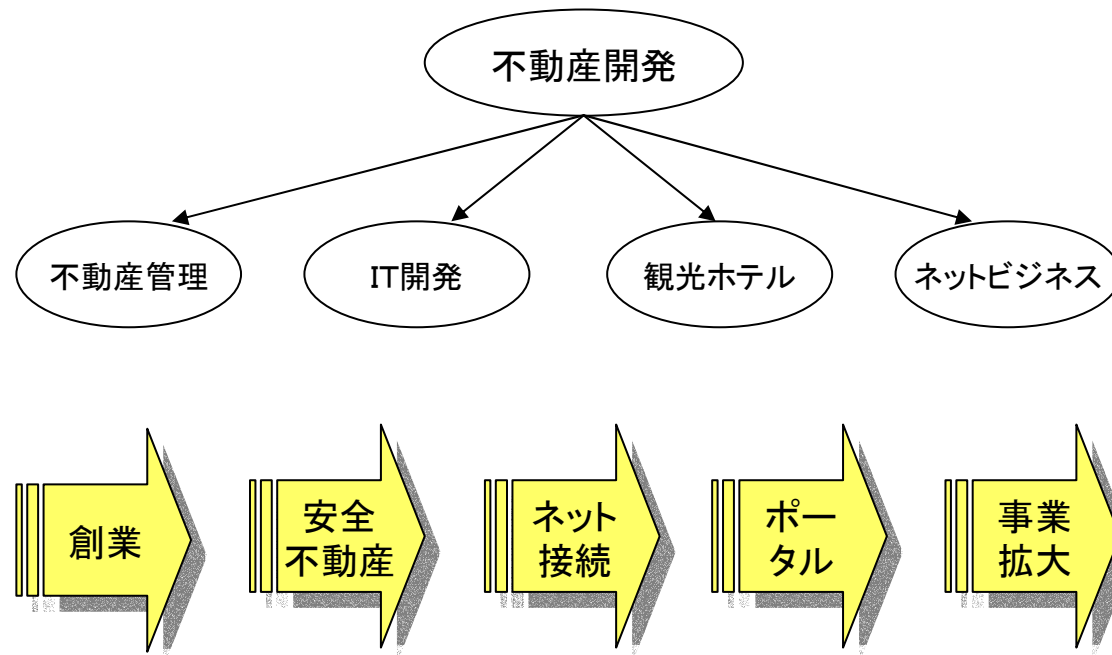 不動産開発
不動産管理
IT開発
観光ホテル
ネットビジネス
創業
安全
不動産
ネット
接続
ポー
タル
事業
拡大